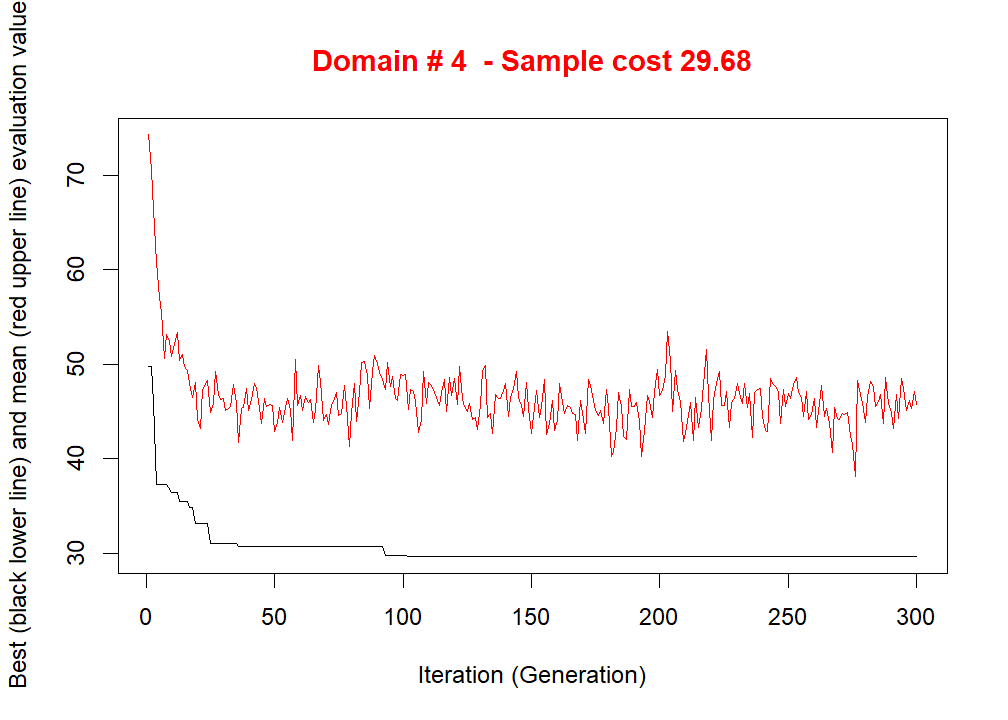 Domain # 4  - Sample cost 29.68
Best (black lower line) and mean (red upper line) evaluation value
70
60
50
40
30
0 50 100 150 200 250 300
Iteration (Generation)